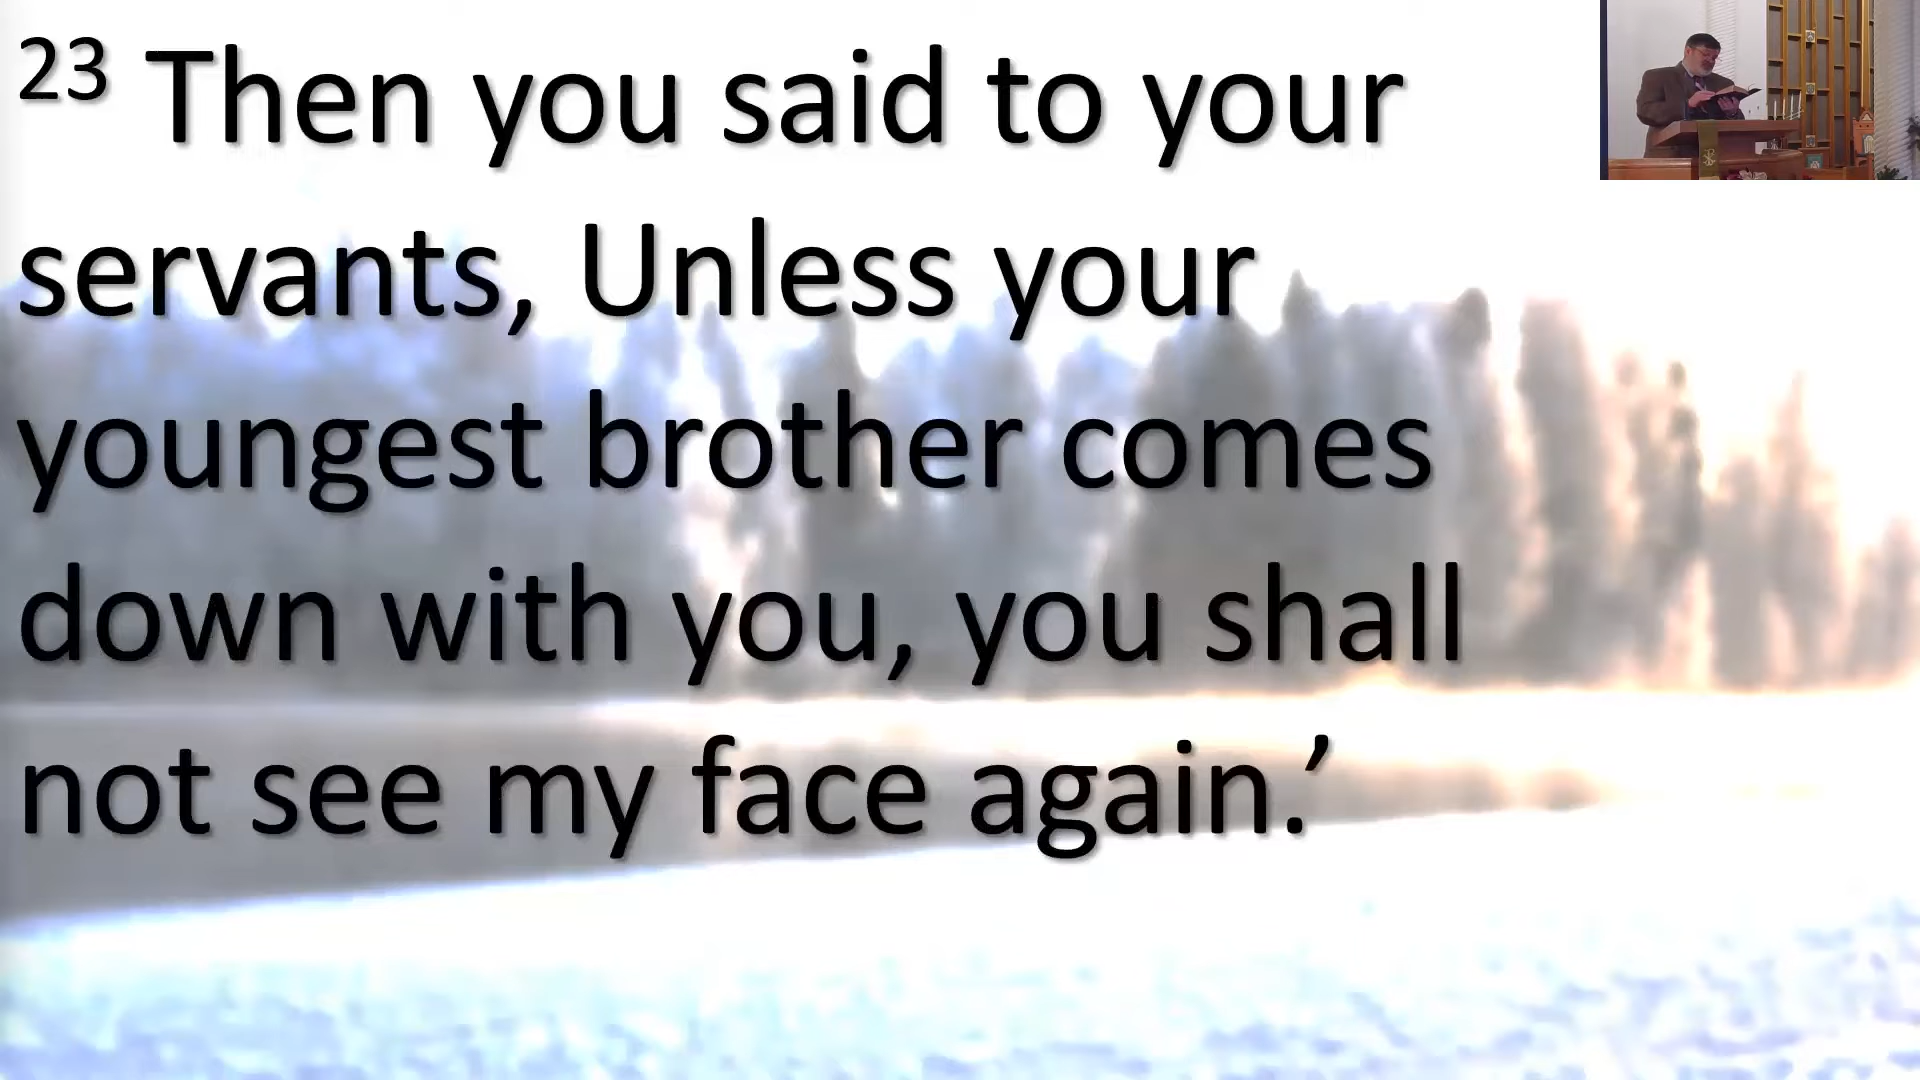 23 Then you said to your
servants, Unless your
youngest brother comes
down with you, you shall
not see my face again.’